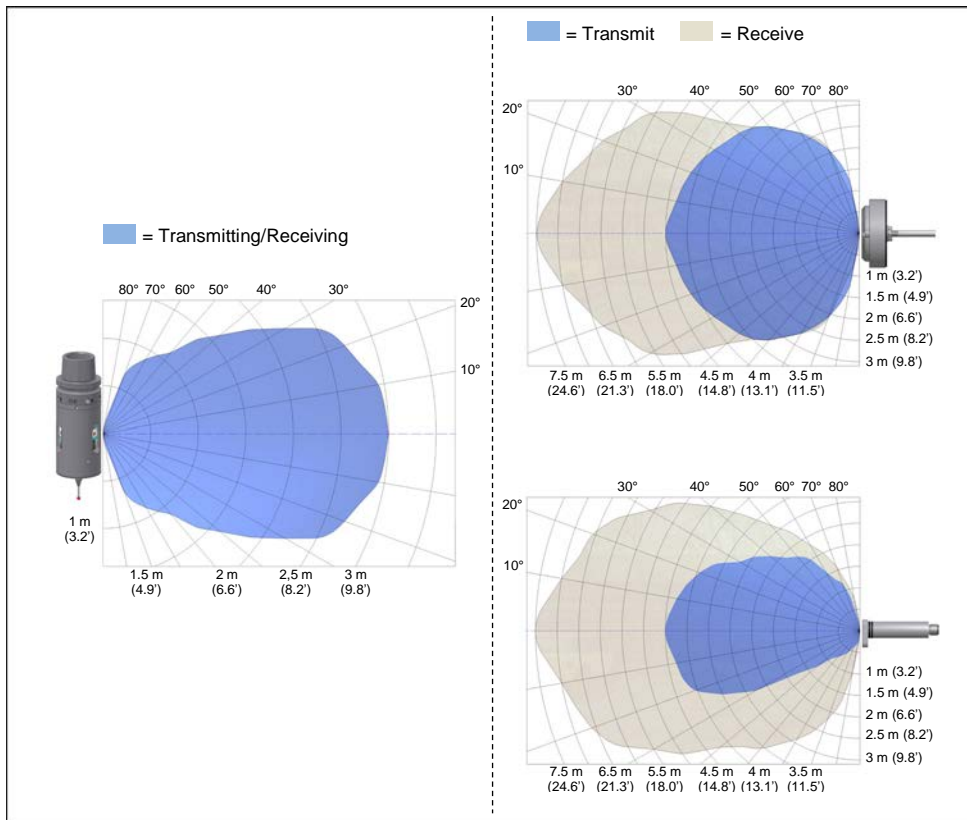 = Transmitting/Receiving
80° 70° 60° 50° 40° 30°
20°
10°
1 m
(3.2’)
1.5 m 2 m 2,5 m 3 m
(4.9’) (6.6’) (8.2’) (9.8’)
= Transmit = Receive
30° 40° 50° 60° 70° 80°
20°
10°
1 m (3.2’)
1.5 m (4.9’)
2 m (6.6’)
2.5 m (8.2’)
3 m (9.8’)
7.5 m 6.5 m 5.5 m 4.5 m 4 m 3.5 m
(24.6’) (21.3’) (18.0’) (14.8’) (13.1’) (11.5’)
30° 40° 50° 60° 70° 80°
20°
10°
1 m (3.2’)
1.5 m (4.9’)
2 m (6.6’)
2.5 m (8.2’)
3 m (9.8’)
7.5 m 6.5 m 5.5 m 4.5 m 4 m 3.5 m
(24.6’) (21.3’) (18.0’) (14.8’) (13.1’) (11.5’)